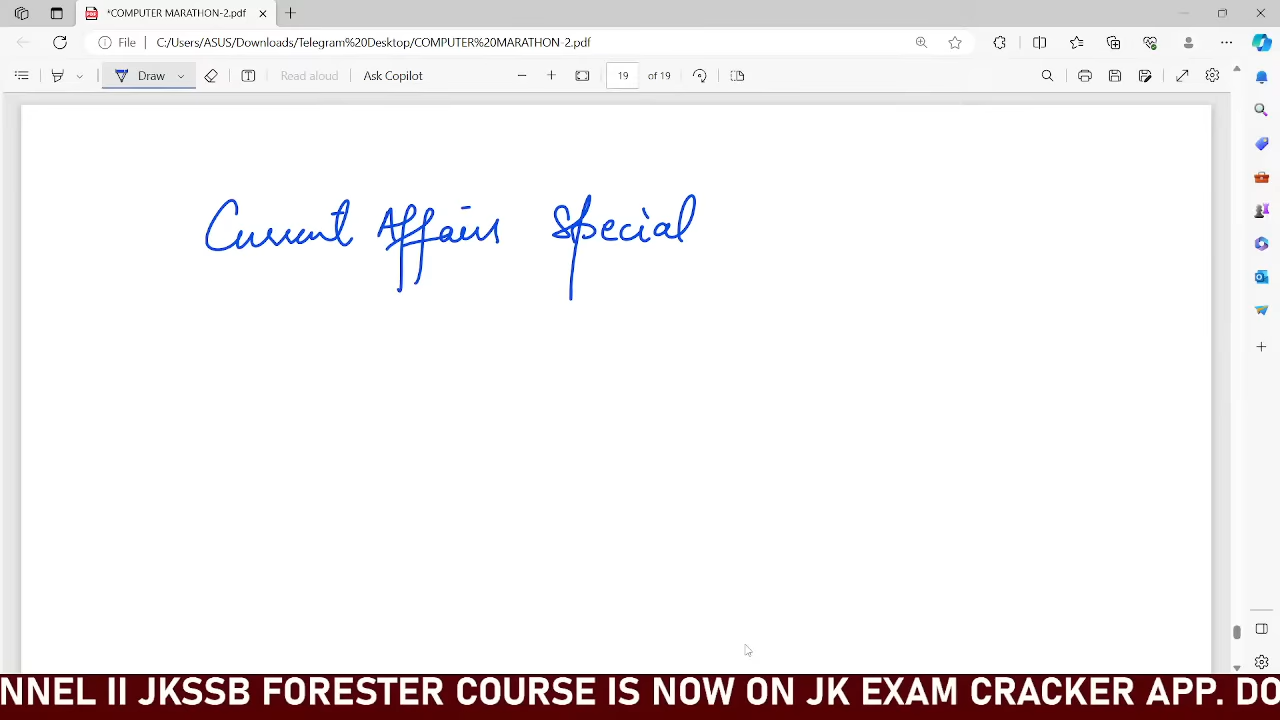 *COMPUTER MARATHON-2.pdf
File C:/Users/ASUS/Downloads/Telegram%20Desktop/COMPUTER%20MARATHON-2.pdf
Draw Read aloud Ask Copilot 19 of 19
Current Affairs Special
NNEL II JKSSB FORESTER COURSE IS NOW ON JK EXAM CRACKER APP. DO